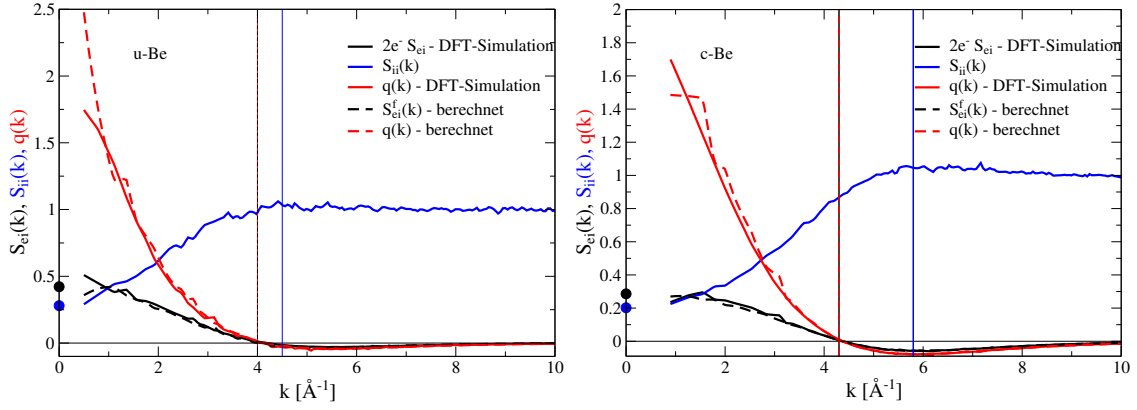 2.5
2
1.5
1
0.5
0
S_ei(k), S_ii(k), q(k)
u-Be
2e⁻ S_ei - DFT-Simulation
S_ii(k)
q(k) - DFT-Simulation
S^f_ei(k) - berechnet
q(k) - berechnet
0 2 4 6 8 10
k [Å⁻¹]
2
1.8
1.6
1.4
1.2
1
0.8
0.6
0.4
0.2
0
S_ei(k), S_ii(k), q(k)
c-Be
2e⁻ S_ei - DFT-Simulation
S_ii(k)
q(k) - DFT-Simulation
S^f_ei(k) - berechnet
q(k) - berechnet
0 2 4 6 8 10
k [Å⁻¹]